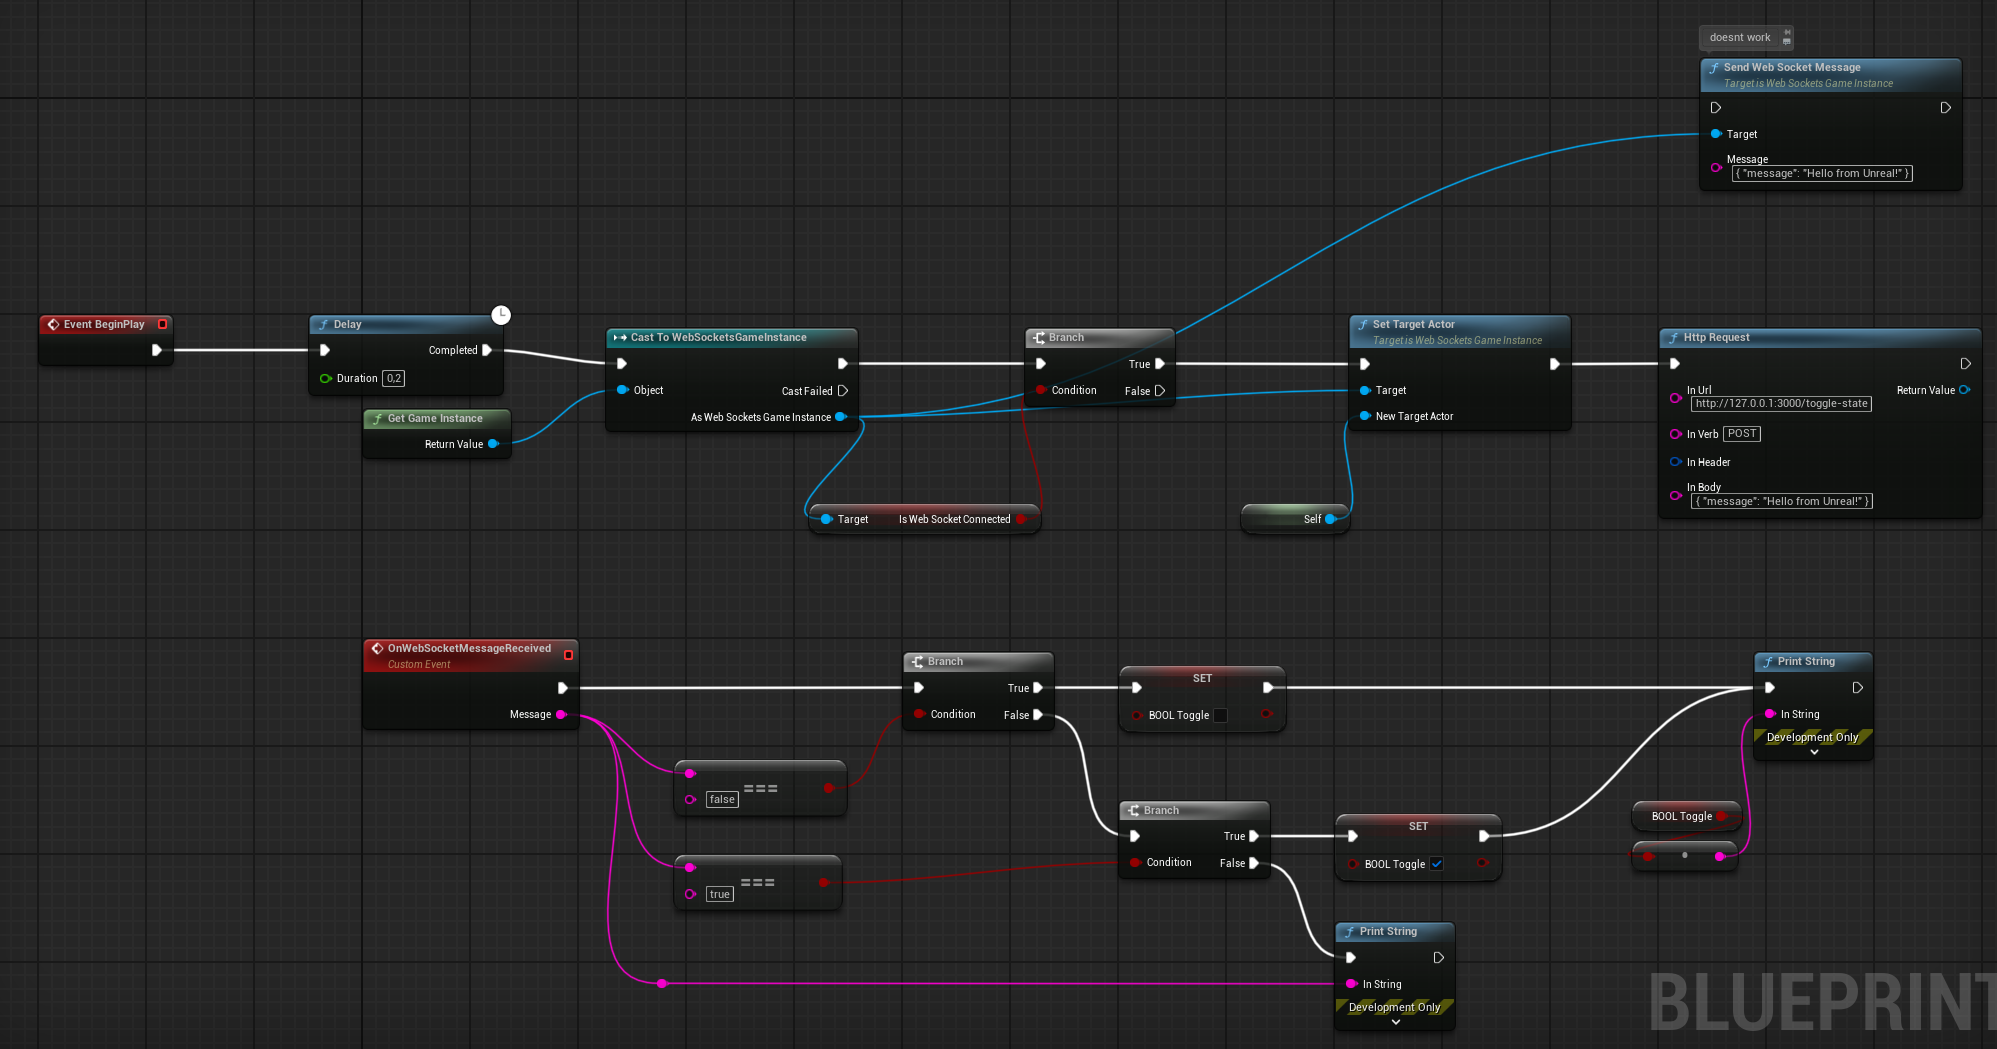 doesnt work
Send Web Socket Message
Target is Web Sockets Game Instance
Target
Message
{ "message": "Hello from Unreal!" }
Event BeginPlay
Delay
Completed
Duration 0,2
Get Game Instance
Return Value
Cast To WebSocketsGameInstance
Object
Cast Failed
As Web Sockets Game Instance
Branch
True
Condition False
Set Target Actor
Target is Web Sockets Game Instance
Target
New Target Actor
Http Request
In Url
http://127.0.0.1:3000/toggle-state
Return Value
In Verb POST
In Header
In Body
{ "message": "Hello from Unreal!" }
Target Is Web Socket Connected
Self
OnWebSocketMessageReceived
Custom Event
Message
Branch
True
Condition False
SET
BOOL Toggle
Print String
In String
Development Only
===
false
===
true
Branch
True
Condition False
SET
BOOL Toggle
BOOL Toggle
Print String
In String
Development Only
BLUEPRINT